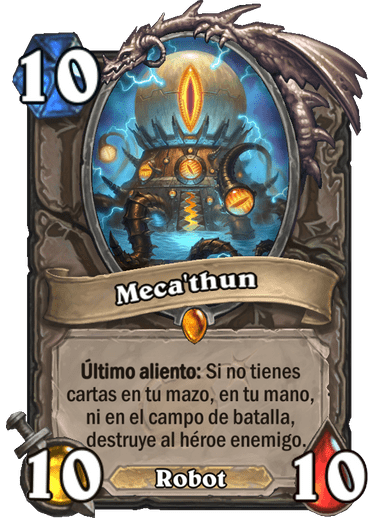 10
Meca'thun
Último aliento: Si no tienes
cartas en tu mazo, en tu mano,
ni en el campo de batalla,
destruye al héroe enemigo.
10
Robot
10